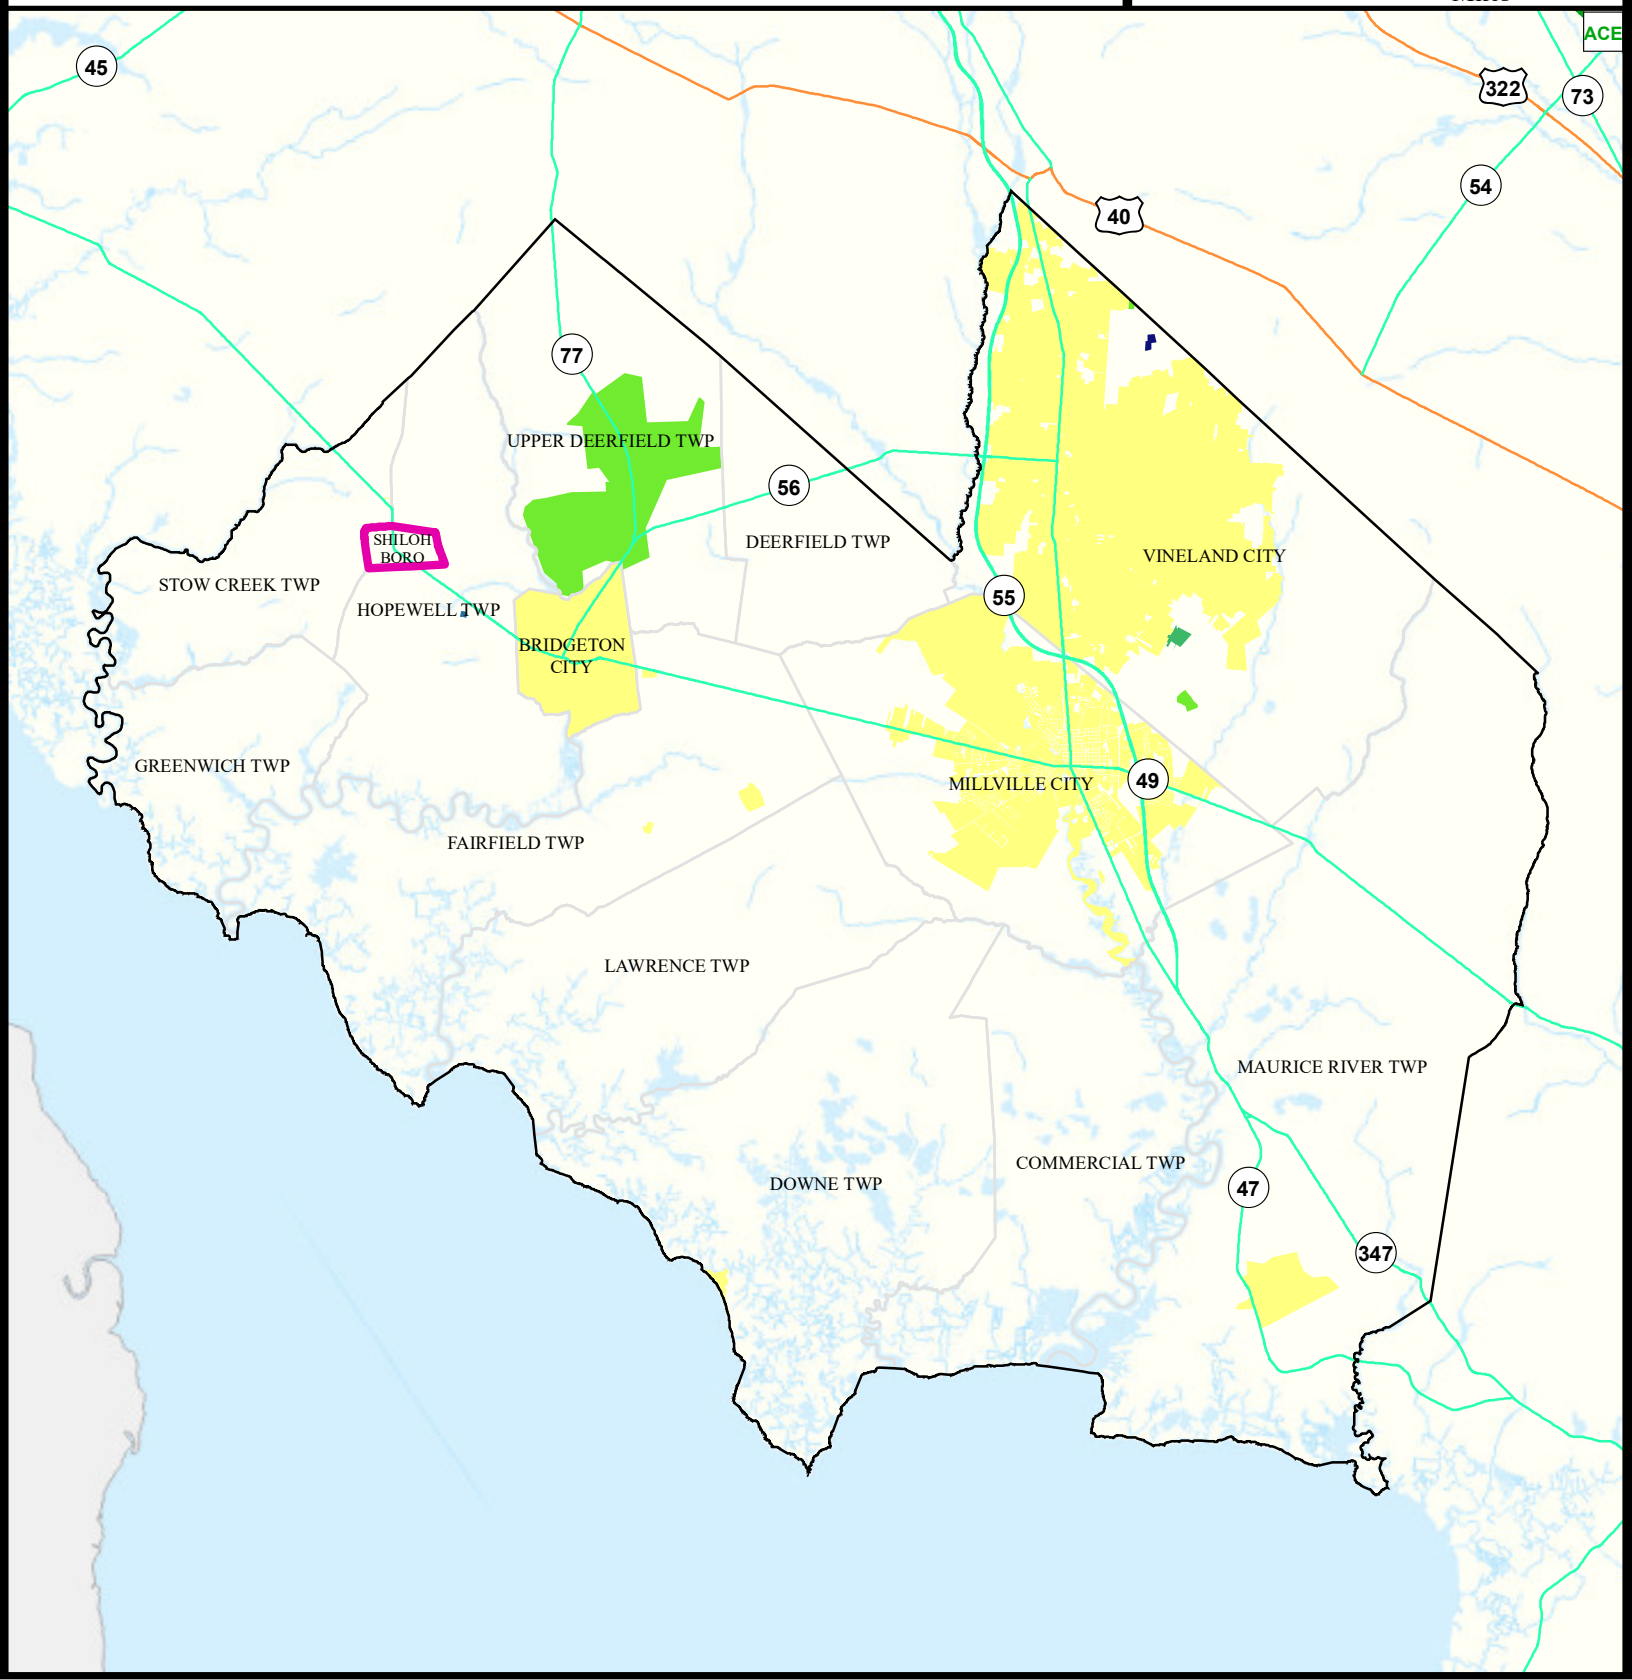 ACE
45
322
73
54
40
77
UPPER DEERFIELD TWP
56
SHILOH
BORO
DEERFIELD TWP
VINELAND CITY
STOW CREEK TWP
55
HOPEWELL TWP
BRIDGETON
CITY
GREENWICH TWP
MILLVILLE CITY
49
FAIRFIELD TWP
LAWRENCE TWP
MAURICE RIVER TWP
COMMERCIAL TWP
DOWNE TWP
47
347